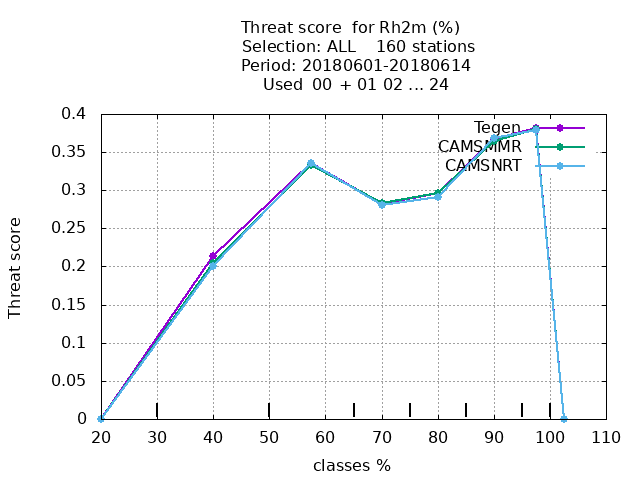 Threat score  for Rh2m (%)
Selection: ALL    160 stations
Period: 20180601-20180614
Used  00 + 01 02 ... 24
Threat score
0.4
0.35
0.3
0.25
0.2
0.15
0.1
0.05
0
Tegen
CAMSMMR
CAMSNRT
20 30 40 50 60 70 80 90 100 110
classes %